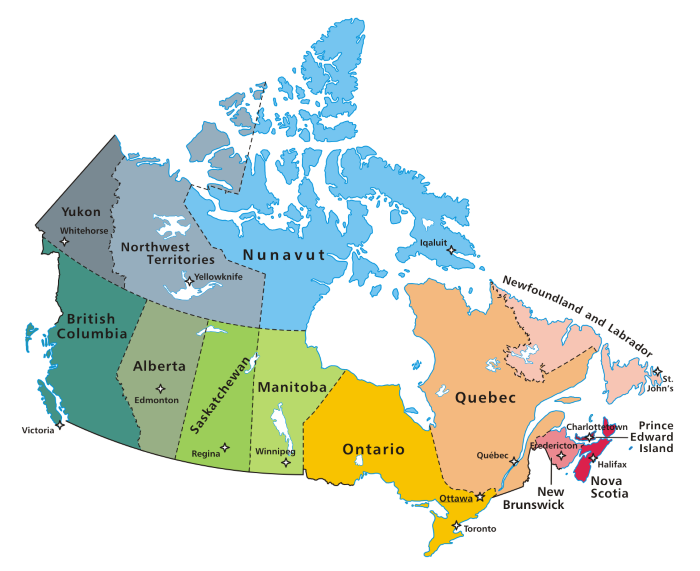 Yukon
Whitehorse
Northwest
Territories
Yellowknife
Nunavut
Iqaluit
British
Columbia
Victoria
Alberta
Edmonton
Saskatchewan
Regina
Manitoba
Winnipeg
Ontario
Ottawa
Toronto
Quebec
Québec
Newfoundland and Labrador
St.
John's
Charlottetown
Prince
Edward
Island
Fredericton
Halifax
New
Brunswick
Nova
Scotia